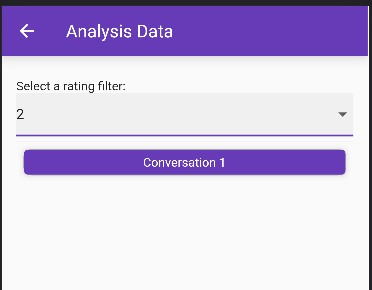 Analysis Data
Select a rating filter:
2
Conversation 1